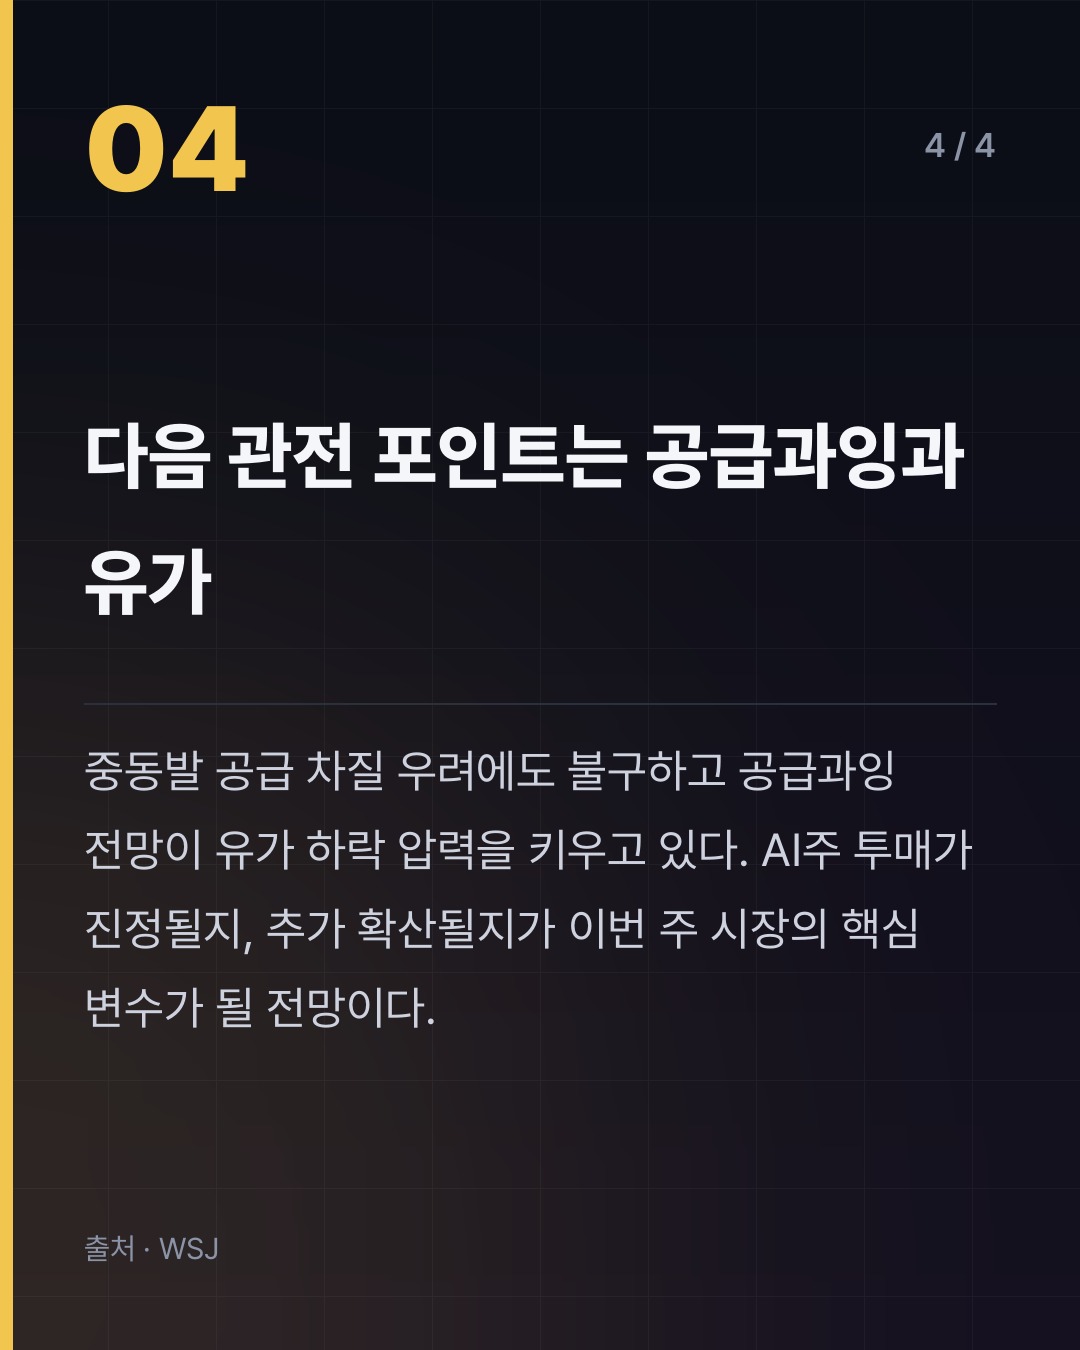 04
4 / 4
다음 관전 포인트는 공급과잉과
유가
중동발 공급 차질 우려에도 불구하고 공급과잉
전망이 유가 하락 압력을 키우고 있다. AI주 투매가
진정될지, 추가 확산될지가 이번 주 시장의 핵심
변수가 될 전망이다.
출처 · WSJ